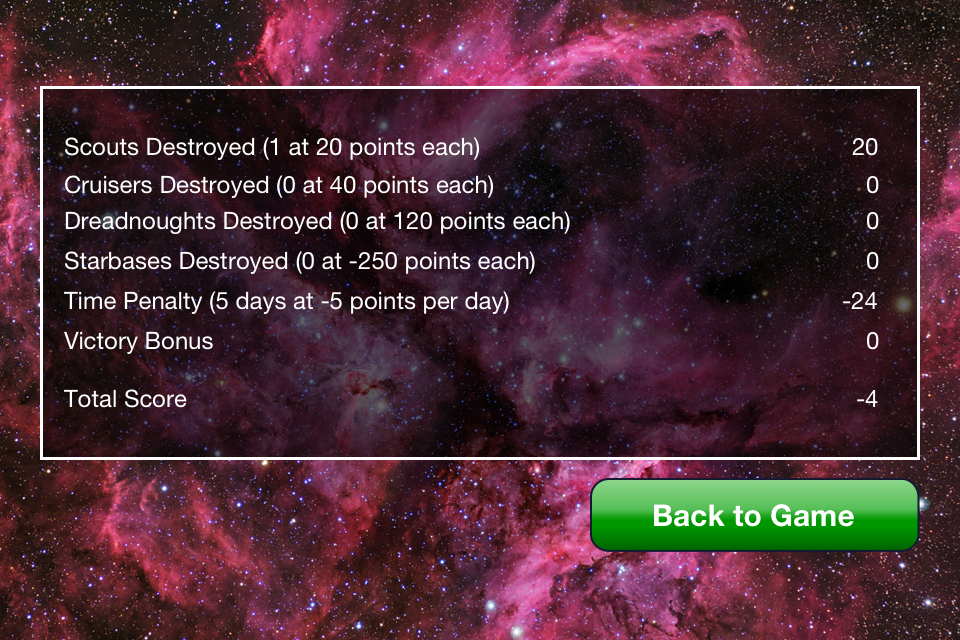 Scouts Destroyed (1 at 20 points each) 20
Cruisers Destroyed (0 at 40 points each) 0
Dreadnoughts Destroyed (0 at 120 points each) 0
Starbases Destroyed (0 at -250 points each) 0
Time Penalty (5 days at -5 points per day) -24
Victory Bonus 0
Total Score -4
Back to Game